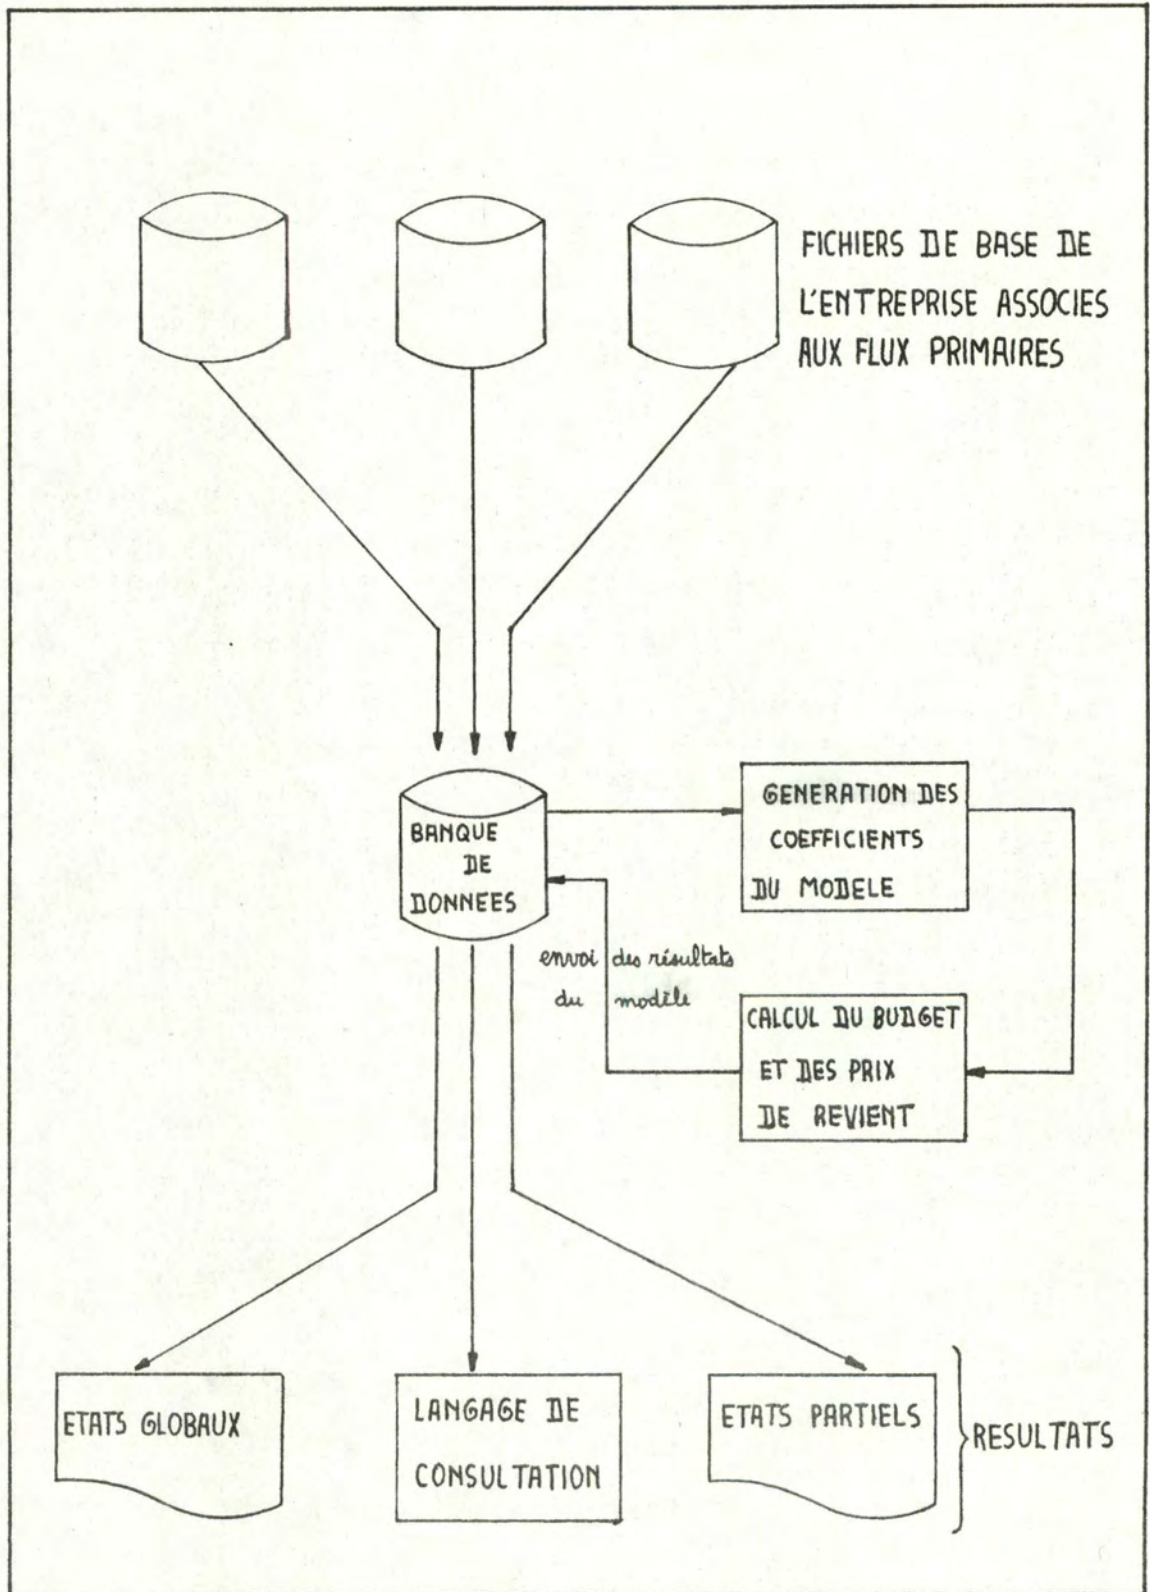 FICHIERS DE BASE DE
L'ENTREPRISE ASSOCIES
AUX FLUX PRIMAIRES
BANQUE
DE
DONNEES
GENERATION DES
COEFFICIENTS
DU MODELE
envoi des résultats
du modèle
CALCUL DU BUDGET
ET DES PRIX
DE REVIENT
ETATS GLOBAUX
LANGAGE DE
CONSULTATION
ETATS PARTIELS
RESULTATS